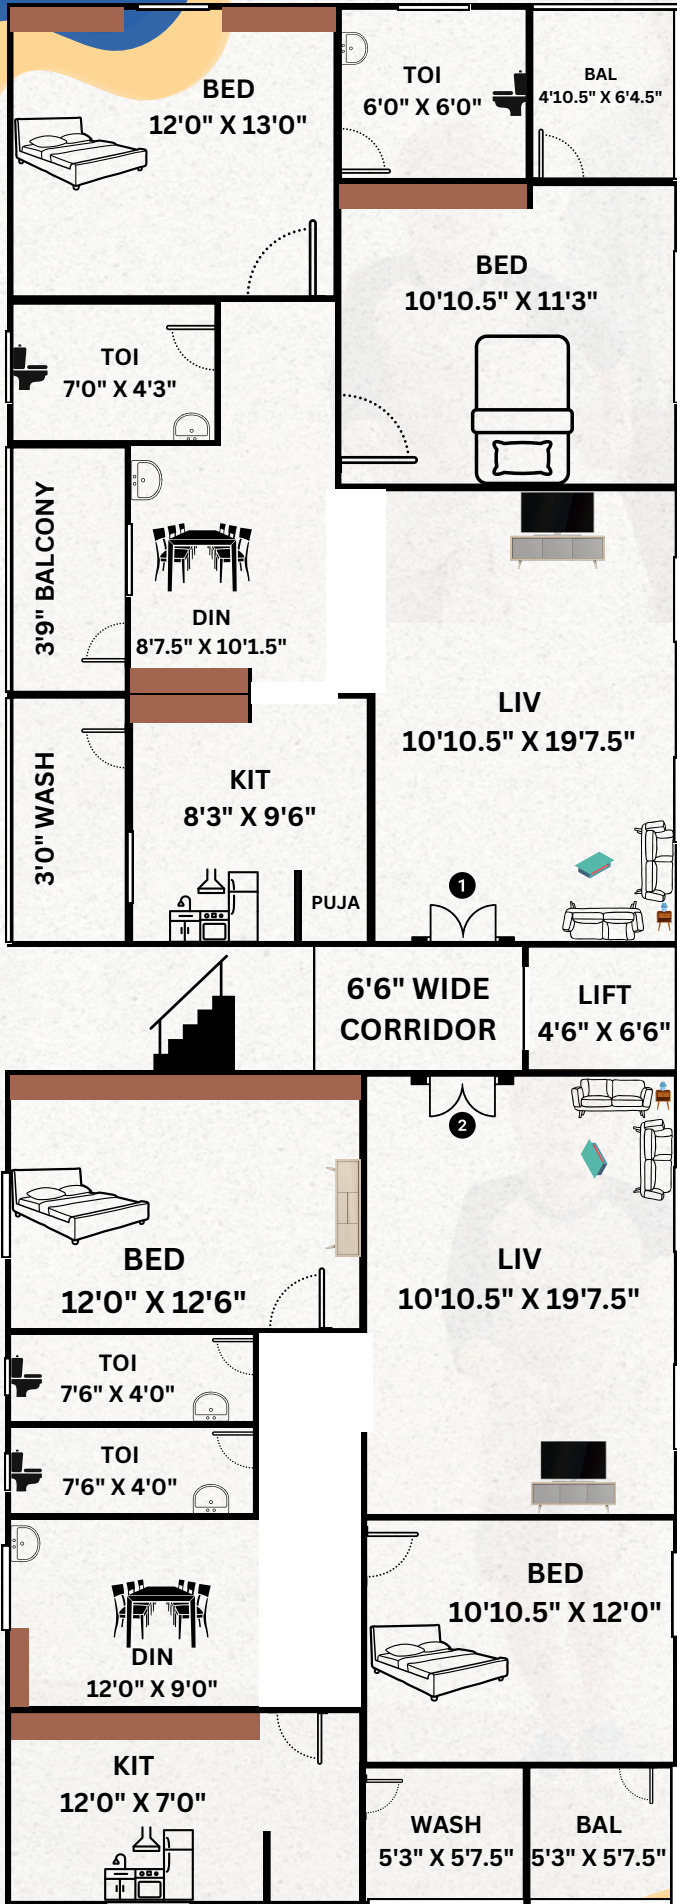 BED
12'0" X 13'0"
TOI
6'0" X 6'0"
BAL
4'10.5" X 6'4.5"
BED
10'10.5" X 11'3"
TOI
7'0" X 4'3"
3'9" BALCONY
DIN
8'7.5" X 10'1.5"
LIV
10'10.5" X 19'7.5"
3'0" WASH
KIT
8'3" X 9'6"
PUJA
1
6'6" WIDE
CORRIDOR
LIFT
4'6" X 6'6"
2
BED
12'0" X 12'6"
LIV
10'10.5" X 19'7.5"
TOI
7'6" X 4'0"
TOI
7'6" X 4'0"
BED
10'10.5" X 12'0"
DIN
12'0" X 9'0"
KIT
12'0" X 7'0"
WASH
5'3" X 5'7.5"
BAL
5'3" X 5'7.5"